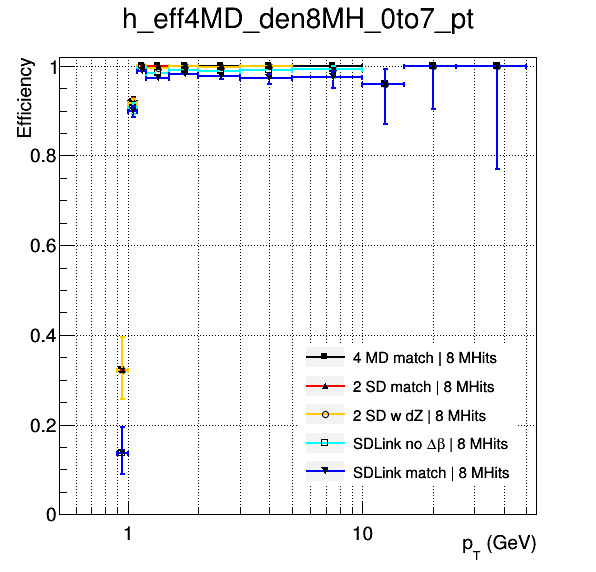 h_eff4MD_den8MH_0to7_pt
Efficiency
1
0.8
0.6
0.4
0.2
0
4 MD match | 8 MHits
2 SD match | 8 MHits
2 SD w dZ | 8 MHits
SDLink no Δβ | 8 MHits
SDLink match | 8 MHits
1
10
p_T (GeV)